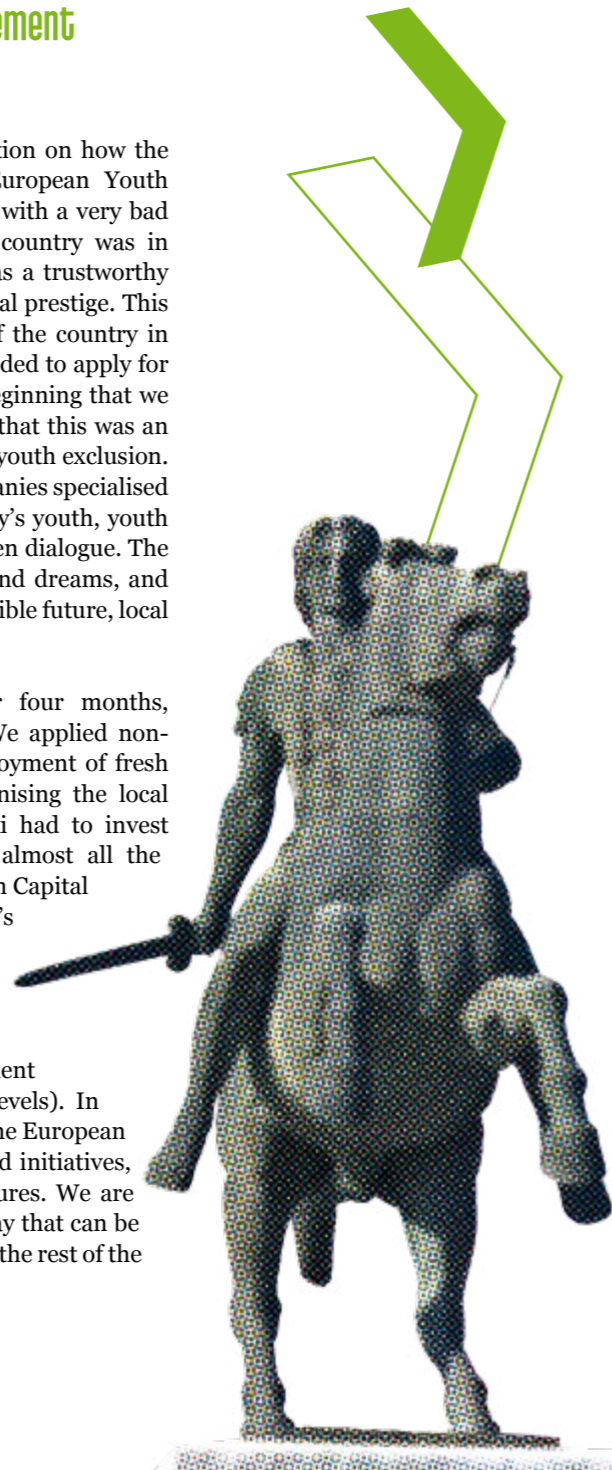 ement
tion on how the
European Youth
with a very bad
country was in
as a trustworthy
al prestige. This
f the country in
ded to apply for
eginning that we
that this was an
youth exclusion.
anies specialised
y’s youth, youth
en dialogue. The
nd dreams, and
ible future, local
r four months,
We applied non-
oyment of fresh
nising the local
i had to invest
almost all the
n Capital
’s
ent
evels). In
he European
d initiatives,
ures. We are
ay that can be
the rest of the